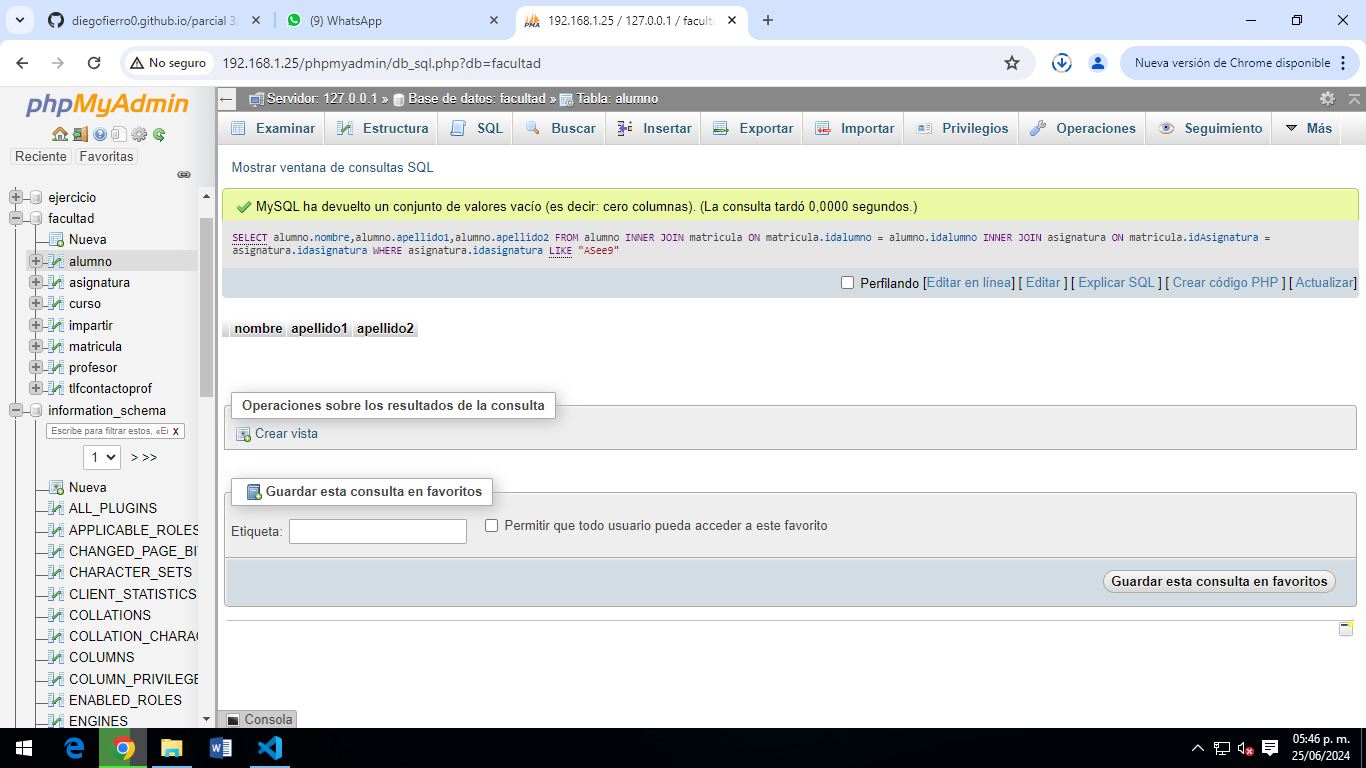 diegofierro0.github.io/parcial 3
(9) WhatsApp
192.168.1.25 / 127.0.0.1 / facult
No seguro
192.168.1.25/phpmyadmin/db_sql.php?db=facultad
Nueva versión de Chrome disponible
phpMyAdmin
Reciente
Favoritas
ejercicio
facultad
Nueva
alumno
asignatura
curso
impartir
matricula
profesor
tlfcontactoprof
information_schema
Escribe para filtrar estos, «En
X
1
> >>
Nueva
ALL_PLUGINS
APPLICABLE_ROLES
CHANGED_PAGE_BI
CHARACTER_SETS
CLIENT_STATISTICS
COLLATIONS
COLLATION_CHARA
COLUMNS
COLUMN_PRIVILEGE
ENABLED_ROLES
ENGINES
Servidor: 127.0.0.1 » Base de datos: facultad » Tabla: alumno
Examinar
Estructura
SQL
Buscar
Insertar
Exportar
Importar
Privilegios
Operaciones
Seguimiento
Más
Mostrar ventana de consultas SQL
MySQL ha devuelto un conjunto de valores vacío (es decir: cero columnas). (La consulta tardó 0,0000 segundos.)
SELECT alumno.nombre,alumno.apellido1,alumno.apellido2 FROM alumno INNER JOIN matricula ON matricula.idalumno = alumno.idalumno INNER JOIN asignatura ON matricula.idAsignatura =
asignatura.idasignatura WHERE asignatura.idasignatura LIKE "ASee9"
Perfilando [Editar en línea] [ Editar ] [ Explicar SQL ] [ Crear código PHP ] [ Actualizar]
nombre apellido1 apellido2
Operaciones sobre los resultados de la consulta
Crear vista
Guardar esta consulta en favoritos
Etiqueta:
Permitir que todo usuario pueda acceder a este favorito
Guardar esta consulta en favoritos
Consola
05:46 p. m.
25/06/2024